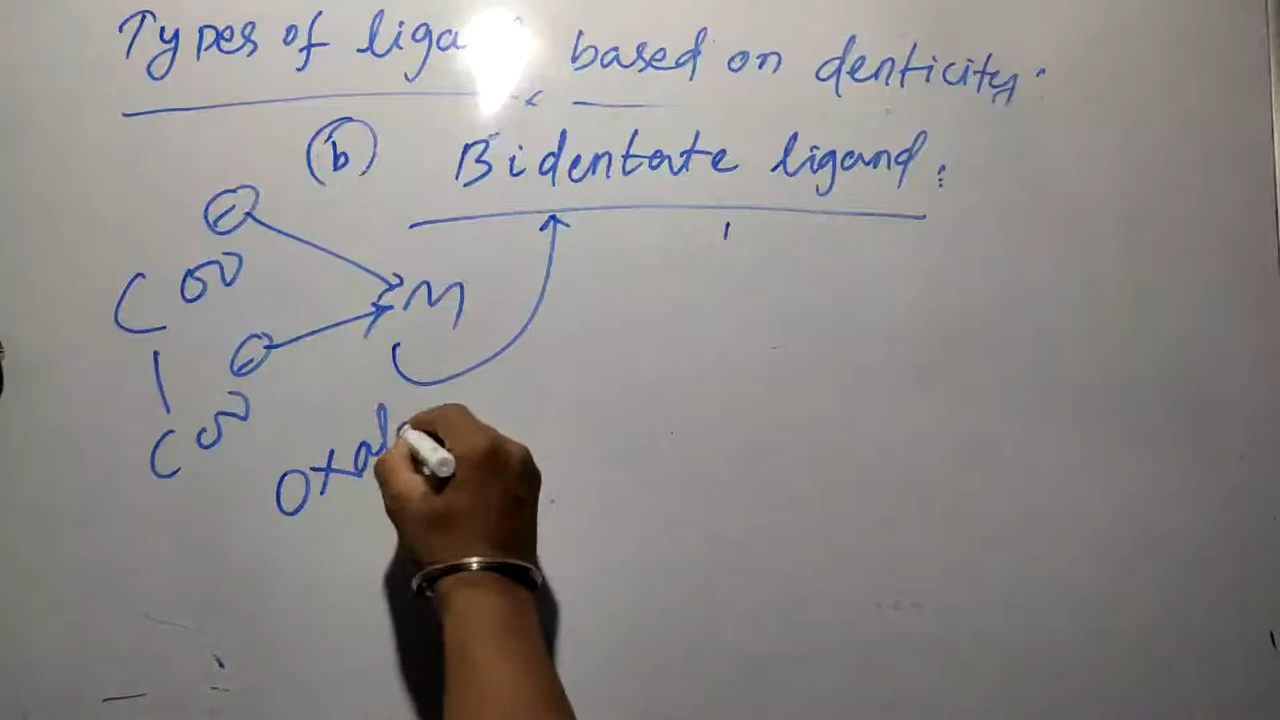 Types of liga based on denticity.
(b) Bidentate ligand:
COO
M
COO
Oxal